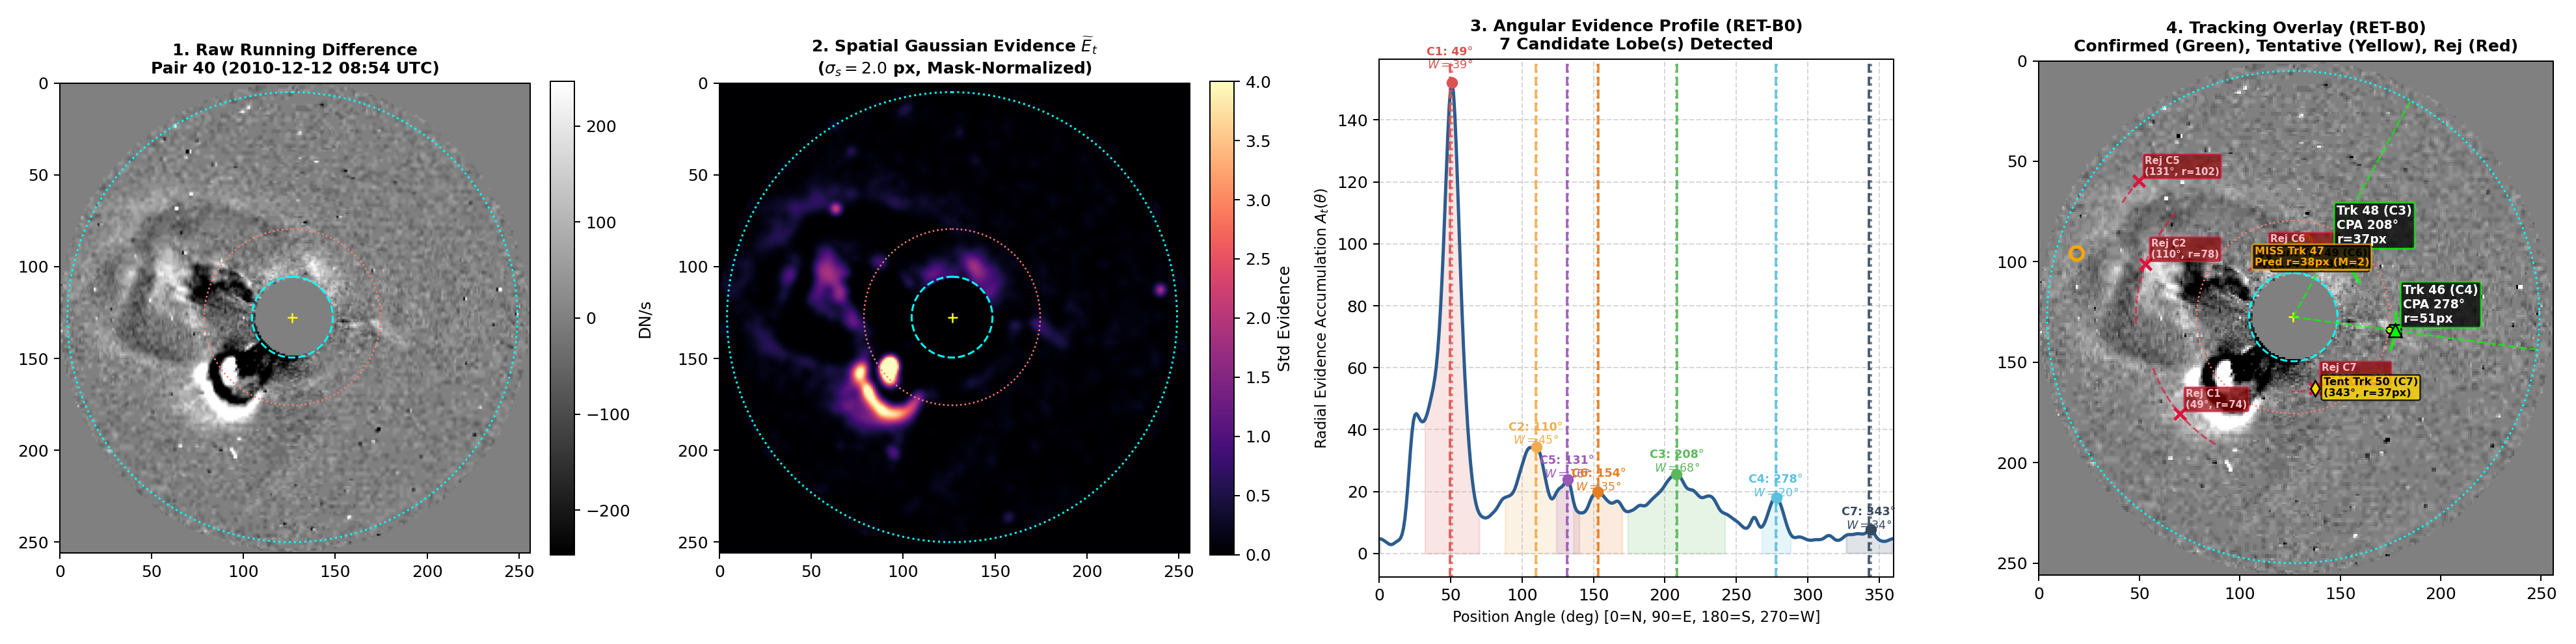 1. Raw Running Difference
Pair 40 (2010-12-12 08:54 UTC)
0
50
100
150
200
250
0
50
100
150
200
250
200
100
0
−100
−200
DN/s
2. Spatial Gaussian Evidence Ẽt
(σs = 2.0 px, Mask-Normalized)
0
50
100
150
200
250
0
50
100
150
200
250
4.0
3.5
3.0
2.5
2.0
1.5
1.0
0.5
0.0
Std Evidence
3. Angular Evidence Profile (RET-B0)
7 Candidate Lobe(s) Detected
C1: 49°
W=39°
C2: 110°
W=45°
C5: 131°
C6: 154°
W=35°
C3: 208°
W=68°
C4: 278°
W=20°
C7: 343°
W=34°
Radial Evidence Accumulation At(θ)
140
120
100
80
60
40
20
0
0
50
100
150
200
250
300
350
Position Angle (deg) [0=N, 90=E, 180=S, 270=W]
4. Tracking Overlay (RET-B0)
Confirmed (Green), Tentative (Yellow), Rej (Red)
0
50
100
150
200
250
0
50
100
150
200
250
Rej C5
(131°, r=102)
Trk 48 (C3)
CPA 208°
r=37px
Rej C2
(110°, r=78)
Rej C6
MISS Trk 47
Pred r=38px (M=2)
Trk 46 (C4)
CPA 278°
r=51px
Rej C7
Tent Trk 50 (C7)
(343°, r=37px)
Rej C1
(49°, r=74)